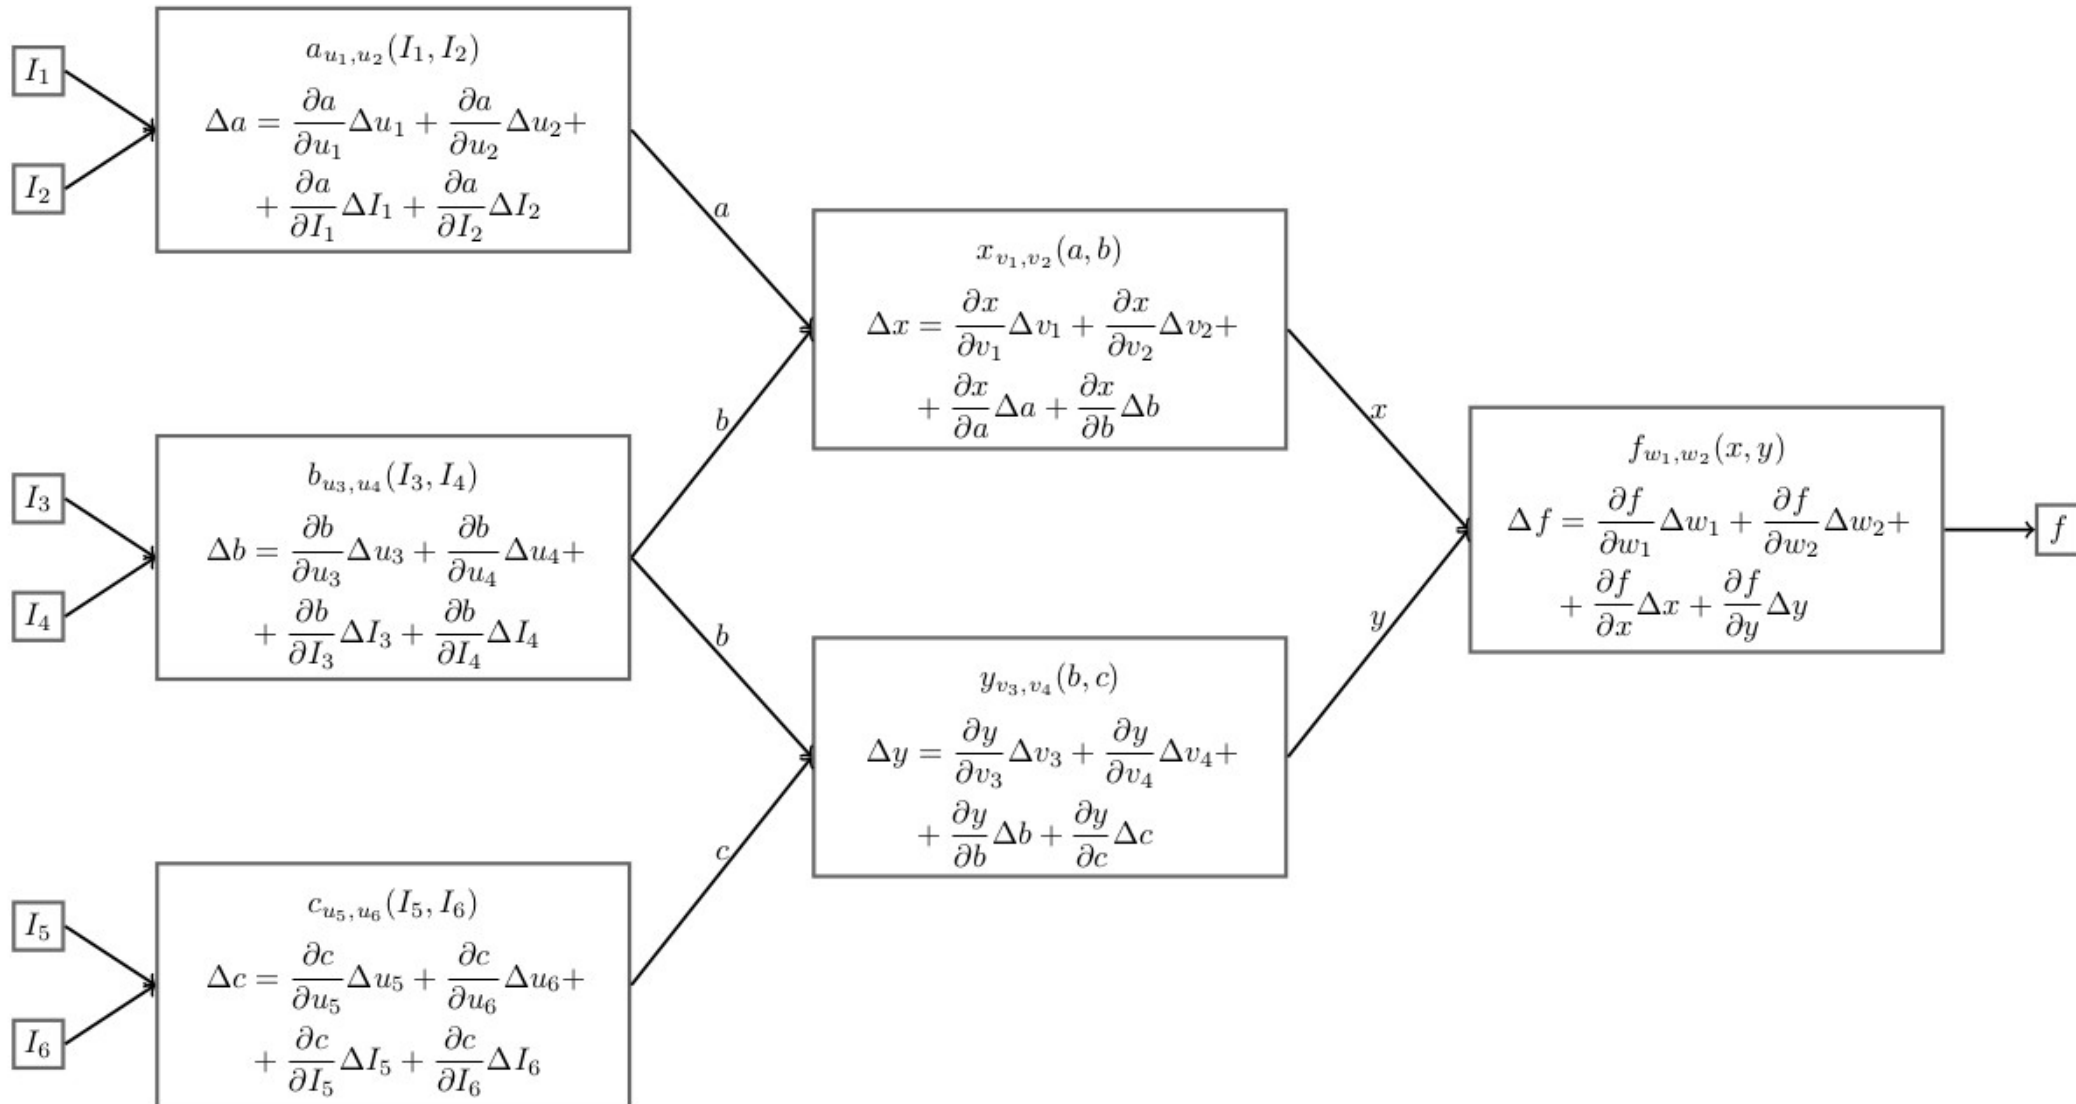 I₁
I₂
a_{u₁,u₂}(I₁, I₂)
Δa = ∂a/∂u₁ Δu₁ + ∂a/∂u₂ Δu₂+
+ ∂a/∂I₁ ΔI₁ + ∂a/∂I₂ ΔI₂
I₃
I₄
b_{u₃,u₄}(I₃, I₄)
Δb = ∂b/∂u₃ Δu₃ + ∂b/∂u₄ Δu₄+
+ ∂b/∂I₃ ΔI₃ + ∂b/∂I₄ ΔI₄
I₅
I₆
c_{u₅,u₆}(I₅, I₆)
Δc = ∂c/∂u₅ Δu₅ + ∂c/∂u₆ Δu₆+
+ ∂c/∂I₅ ΔI₅ + ∂c/∂I₆ ΔI₆
a
b
b
c
x_{v₁,v₂}(a, b)
Δx = ∂x/∂v₁ Δv₁ + ∂x/∂v₂ Δv₂+
+ ∂x/∂a Δa + ∂x/∂b Δb
y_{v₃,v₄}(b, c)
Δy = ∂y/∂v₃ Δv₃ + ∂y/∂v₄ Δv₄+
+ ∂y/∂b Δb + ∂y/∂c Δc
x
y
f_{w₁,w₂}(x, y)
Δf = ∂f/∂w₁ Δw₁ + ∂f/∂w₂ Δw₂+
+ ∂f/∂x Δx + ∂f/∂y Δy
f